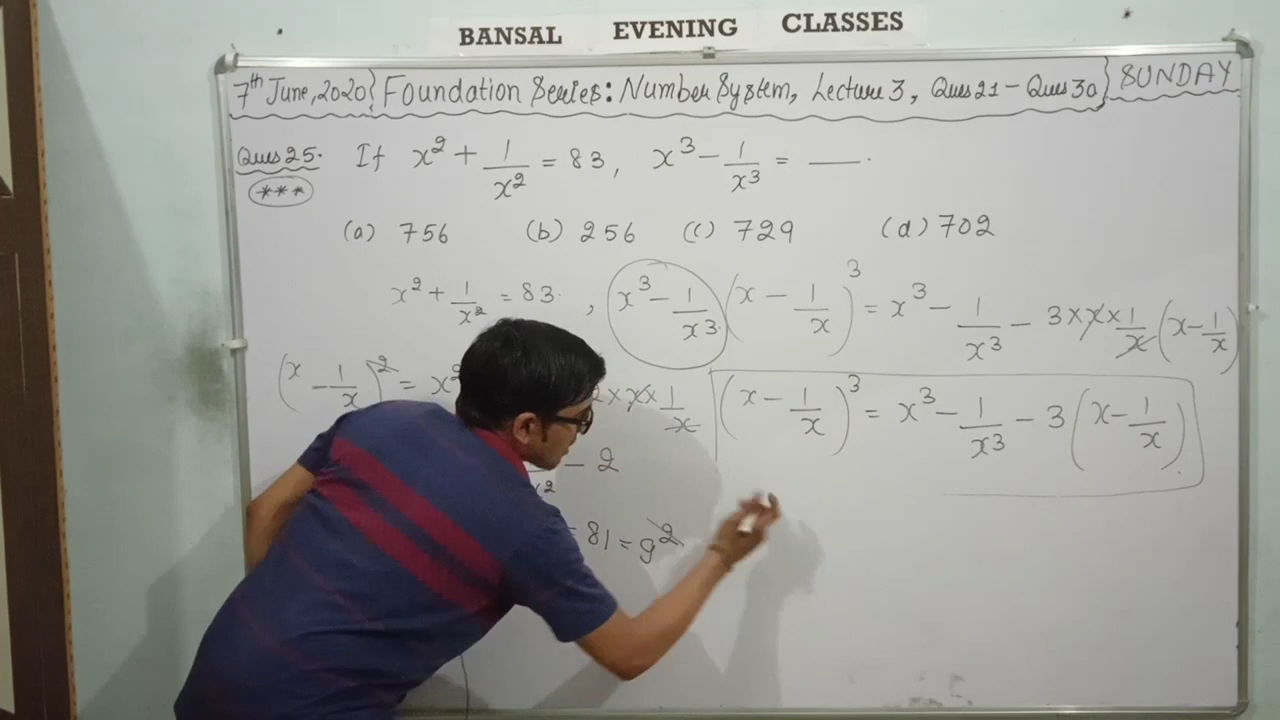 BANSAL EVENING CLASSES
7th June, 2020} Foundation Series: Number System, Lecture 3, Ques 21 - Ques 30} SUNDAY
Ques 25. If x² + 1/x² = 83, x³ - 1/x³ = ___.
***
(a) 756 (b) 256 (c) 729 (d) 702
x² + 1/x² = 83. , x³ - 1/x³ (x - 1/x)³ = x³ - 1/x³ - 3 × x × 1/x (x - 1/x)
(x - 1/x)² = x² 2 × x × 1/x (x - 1/x)³ = x³ - 1/x³ - 3 (x - 1/x)
x² - 2
81 = 9²